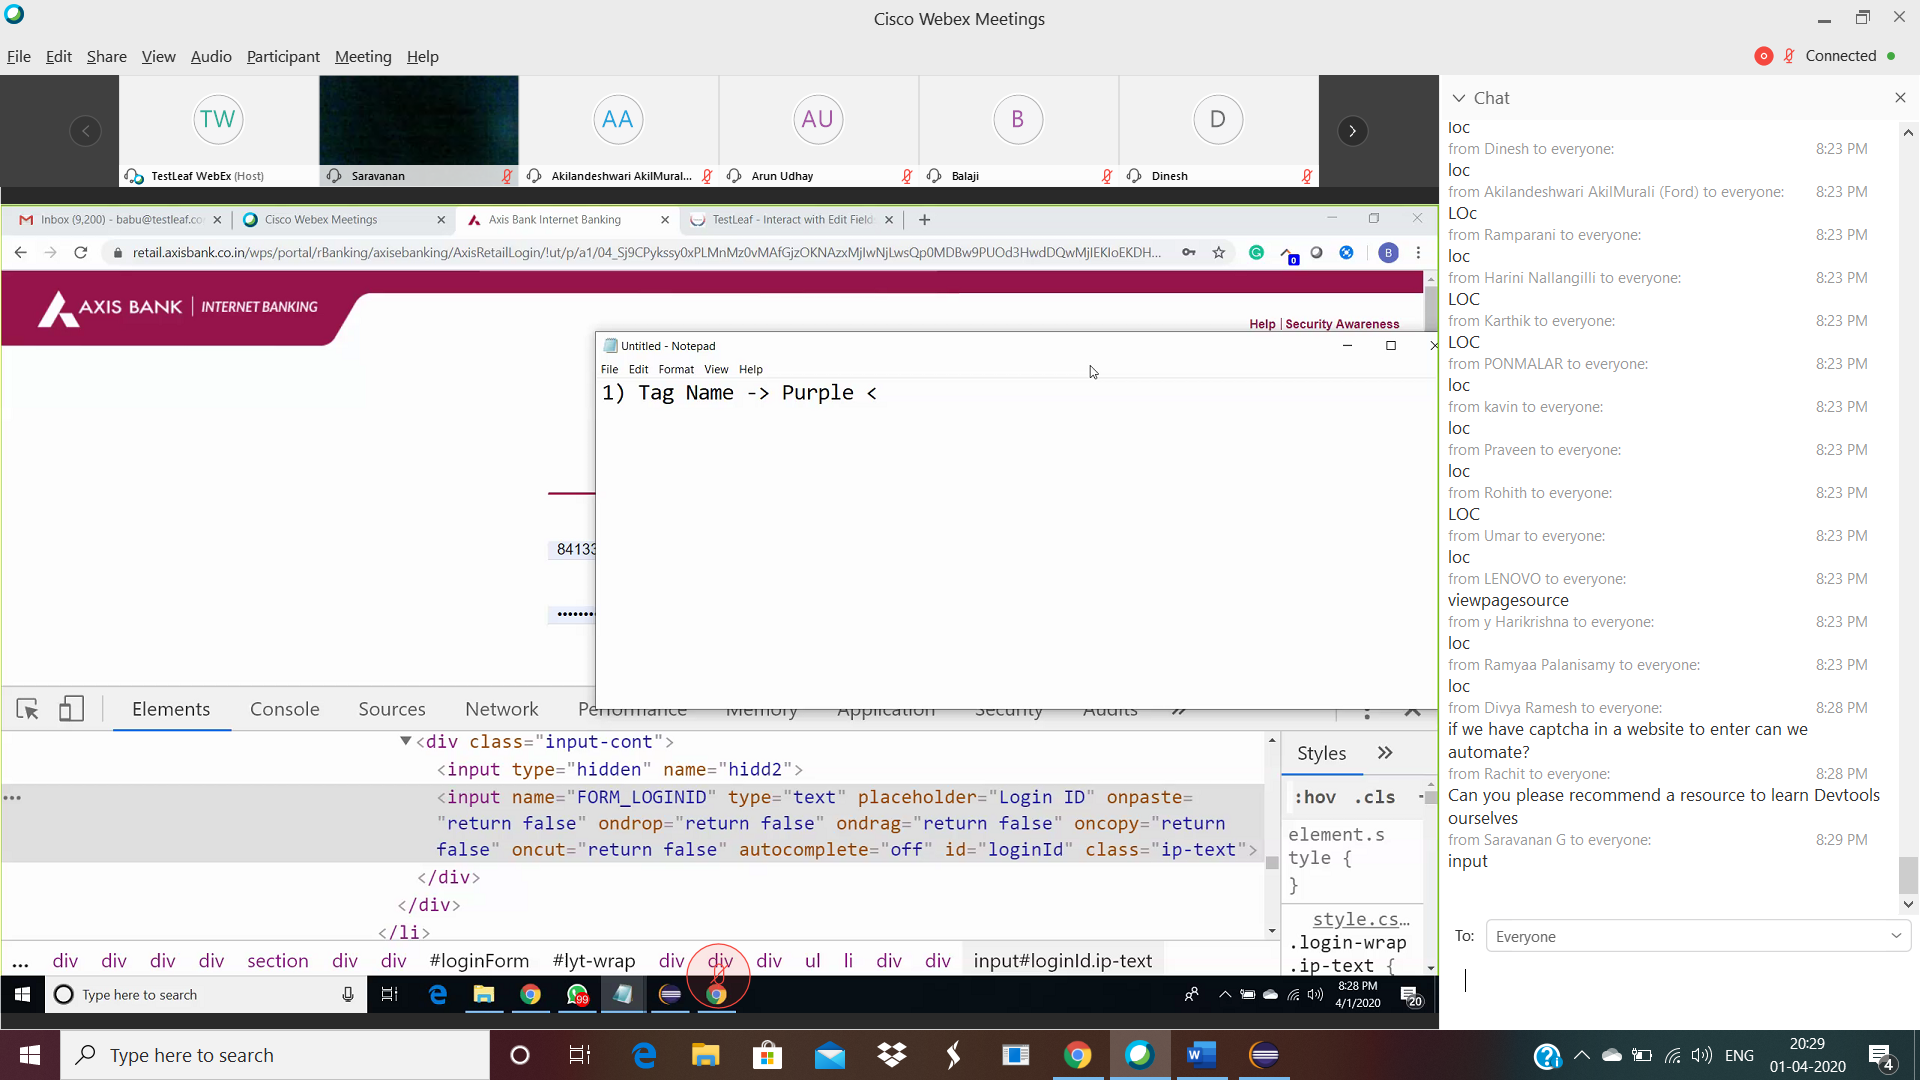 Cisco Webex Meetings
File Edit Share View Audio Participant Meeting Help
Connected
TW
AA
AU
B
D
TestLeaf WebEx (Host)
Saravanan
Akilandeshwari AkilMural...
Arun Udhay
Balaji
Dinesh
Inbox (9,200) - babu@testleaf.co
Cisco Webex Meetings
Axis Bank Internet Banking
TestLeaf - Interact with Edit Field
retail.axisbank.co.in/wps/portal/rBanking/axisebanking/AxisRetailLogin/!ut/p/a1/04_Sj9CPykssy0xPLMnMz0vMAfGjzOKNAzxMjIwNjLwsQp0MDBw9PUOd3HwdDQwMjIEKIoEKDH...
0
B
AXIS BANK | INTERNET BANKING
Help | Security Awareness
Untitled - Notepad
File Edit Format View Help
1) Tag Name -> Purple <
84133
Elements Console Sources Network Performance Memory Application Security Audits
<div class="input-cont">
<input type="hidden" name="hidd2">
<input name="FORM_LOGINID" type="text" placeholder="Login ID" onpaste=
"return false" ondrop="return false" ondrag="return false" oncopy="return
false" oncut="return false" autocomplete="off" id="loginId" class="ip-text">
</div>
</div>
</li>
Styles
:hov .cls
element.s
tyle {
}
style.cs...
.login-wrap
.ip-text {
... div div div div section div div #loginForm #lyt-wrap div div div ul li div div input#loginId.ip-text
Type here to search
99
8:28 PM
4/1/2020
20
Chat
loc
from Dinesh to everyone: 8:23 PM
loc
from Akilandeshwari AkilMurali (Ford) to everyone: 8:23 PM
LOc
from Ramparani to everyone: 8:23 PM
loc
from Harini Nallangilli to everyone: 8:23 PM
LOC
from Karthik to everyone: 8:23 PM
LOC
from PONMALAR to everyone: 8:23 PM
loc
from kavin to everyone: 8:23 PM
loc
from Praveen to everyone: 8:23 PM
loc
from Rohith to everyone: 8:23 PM
LOC
from Umar to everyone: 8:23 PM
loc
from LENOVO to everyone: 8:23 PM
viewpagesource
from y Harikrishna to everyone: 8:23 PM
loc
from Ramyaa Palanisamy to everyone: 8:23 PM
loc
from Divya Ramesh to everyone: 8:28 PM
if we have captcha in a website to enter can we
automate?
from Rachit to everyone: 8:28 PM
Can you please recommend a resource to learn Devtools
ourselves
from Saravanan G to everyone: 8:29 PM
input
To: Everyone
Type here to search
ENG
20:29
01-04-2020
4